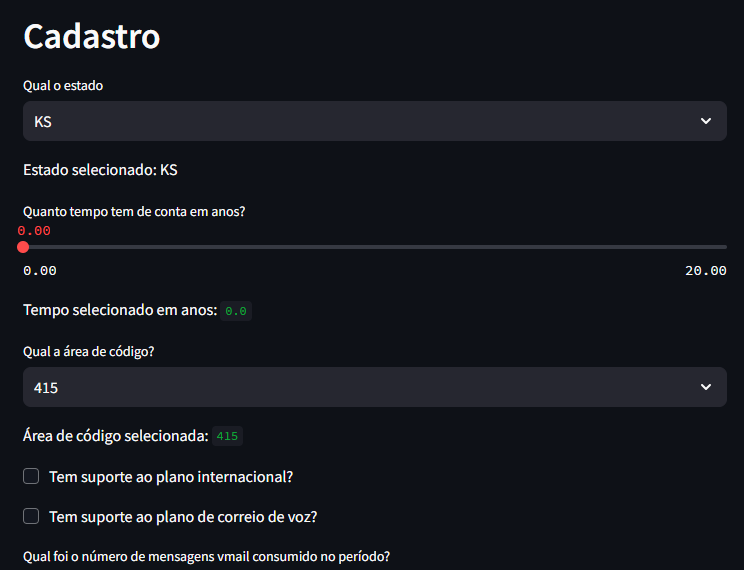 Cadastro
Qual o estado
KS
Estado selecionado: KS
Quanto tempo tem de conta em anos?
0.00
0.00 20.00
Tempo selecionado em anos: 0.0
Qual a área de código?
415
Área de código selecionada: 415
Tem suporte ao plano internacional?
Tem suporte ao plano de correio de voz?
Qual foi o número de mensagens vmail consumido no período?